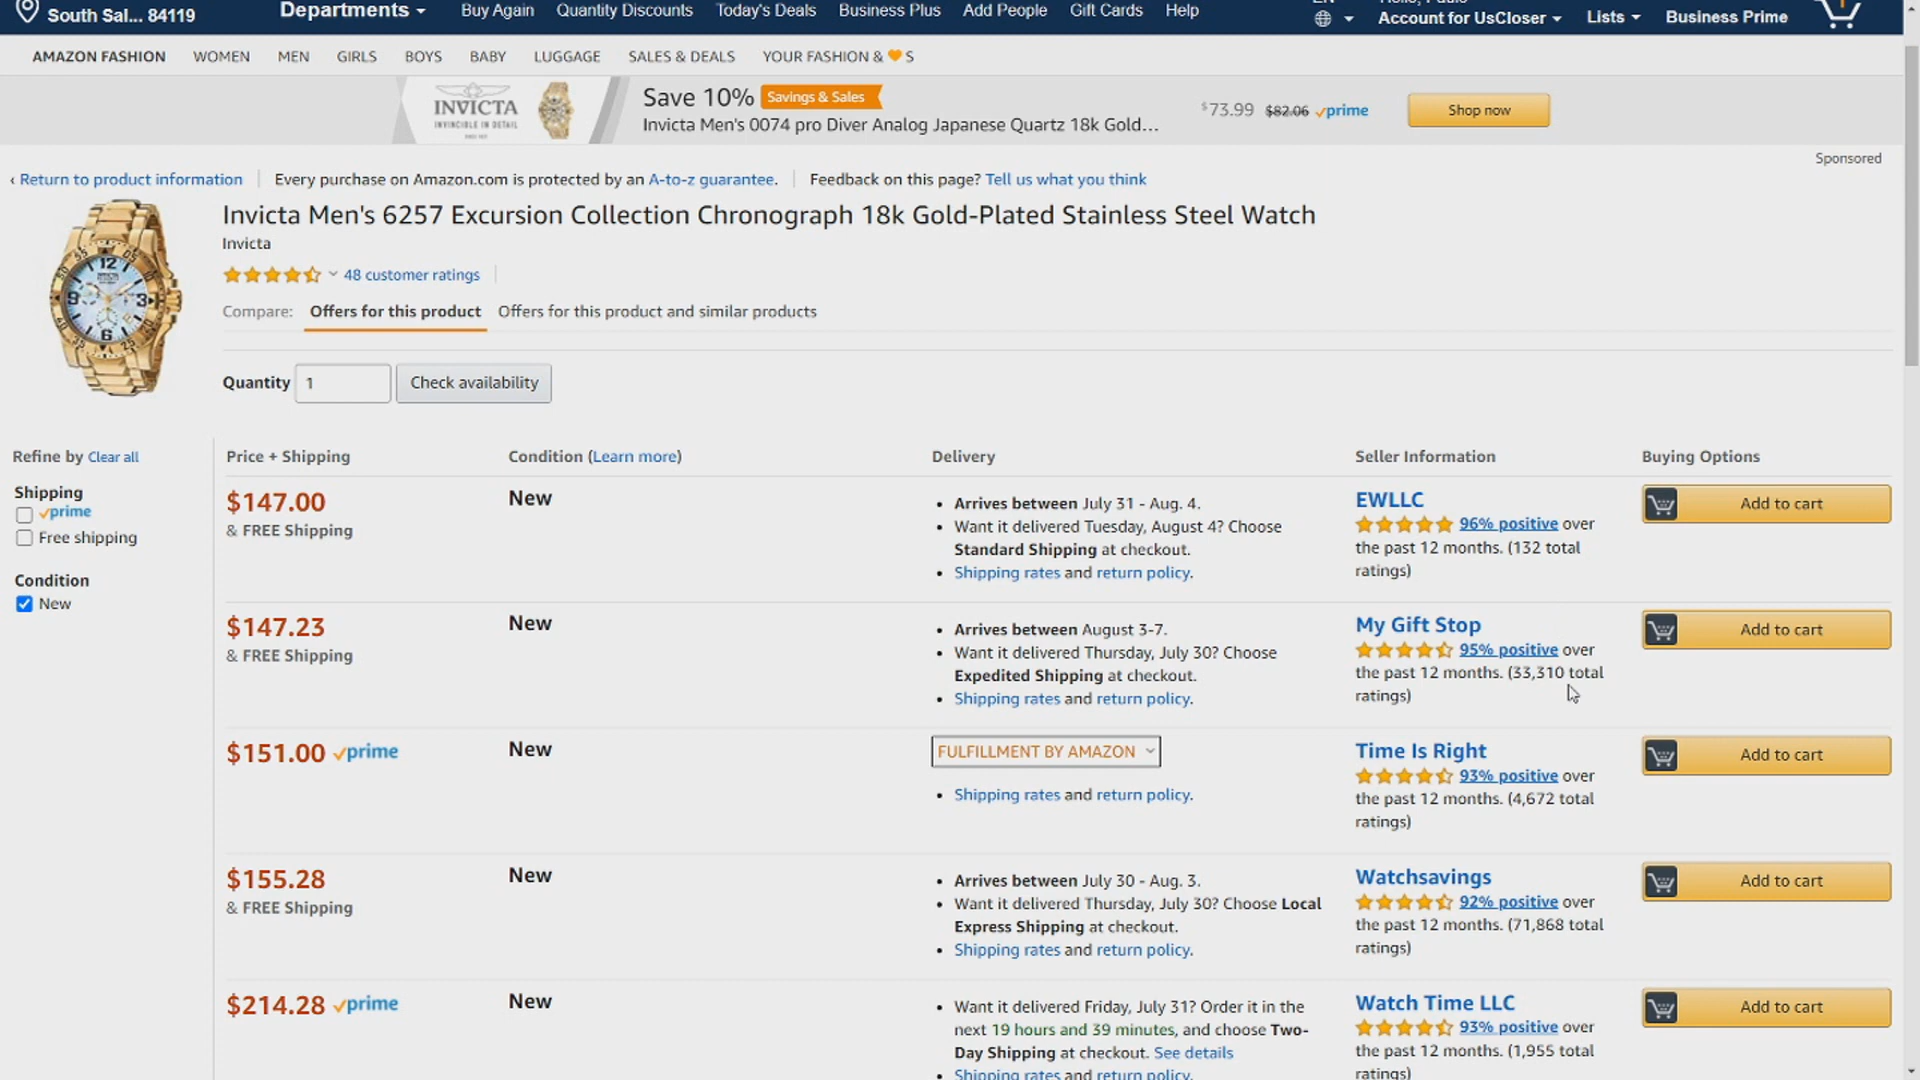 South Sal... 84119
Departments
Buy Again
Quantity Discounts
Today's Deals
Business Plus
Add People
Gift Cards
Help
EN
Account for UsCloser
Lists
Business Prime
1
AMAZON FASHION
WOMEN
MEN
GIRLS
BOYS
BABY
LUGGAGE
SALES & DEALS
YOUR FASHION & 🧡 S
INVICTA
INVINCIBLE IN DETAIL
Save 10% Savings & Sales
Invicta Men's 0074 pro Diver Analog Japanese Quartz 18k Gold...
$73.99 $82.06 prime
Shop now
Sponsored
‹ Return to product information
Every purchase on Amazon.com is protected by an A-to-z guarantee.
Feedback on this page? Tell us what you think
Invicta Men's 6257 Excursion Collection Chronograph 18k Gold-Plated Stainless Steel Watch
Invicta
48 customer ratings
Compare: Offers for this product Offers for this product and similar products
Quantity 1 Check availability
Refine by Clear all
Shipping
prime
Free shipping
Condition
New
Price + Shipping
Condition (Learn more)
Delivery
Seller Information
Buying Options
$147.00
& FREE Shipping
New
• Arrives between July 31 - Aug. 4.
• Want it delivered Tuesday, August 4? Choose
Standard Shipping at checkout.
• Shipping rates and return policy.
EWLLC
96% positive over
the past 12 months. (132 total
ratings)
Add to cart
$147.23
& FREE Shipping
New
• Arrives between August 3-7.
• Want it delivered Thursday, July 30? Choose
Expedited Shipping at checkout.
• Shipping rates and return policy.
My Gift Stop
95% positive over
the past 12 months. (33,310 total
ratings)
Add to cart
$151.00 prime
New
FULFILLMENT BY AMAZON
• Shipping rates and return policy.
Time Is Right
93% positive over
the past 12 months. (4,672 total
ratings)
Add to cart
$155.28
& FREE Shipping
New
• Arrives between July 30 - Aug. 3.
• Want it delivered Thursday, July 30? Choose Local
Express Shipping at checkout.
• Shipping rates and return policy.
Watchsavings
92% positive over
the past 12 months. (71,868 total
ratings)
Add to cart
$214.28 prime
New
• Want it delivered Friday, July 31? Order it in the
next 19 hours and 39 minutes, and choose Two-
Day Shipping at checkout. See details
• Shipping rates and return policy.
Watch Time LLC
93% positive over
the past 12 months. (1,955 total
ratings)
Add to cart